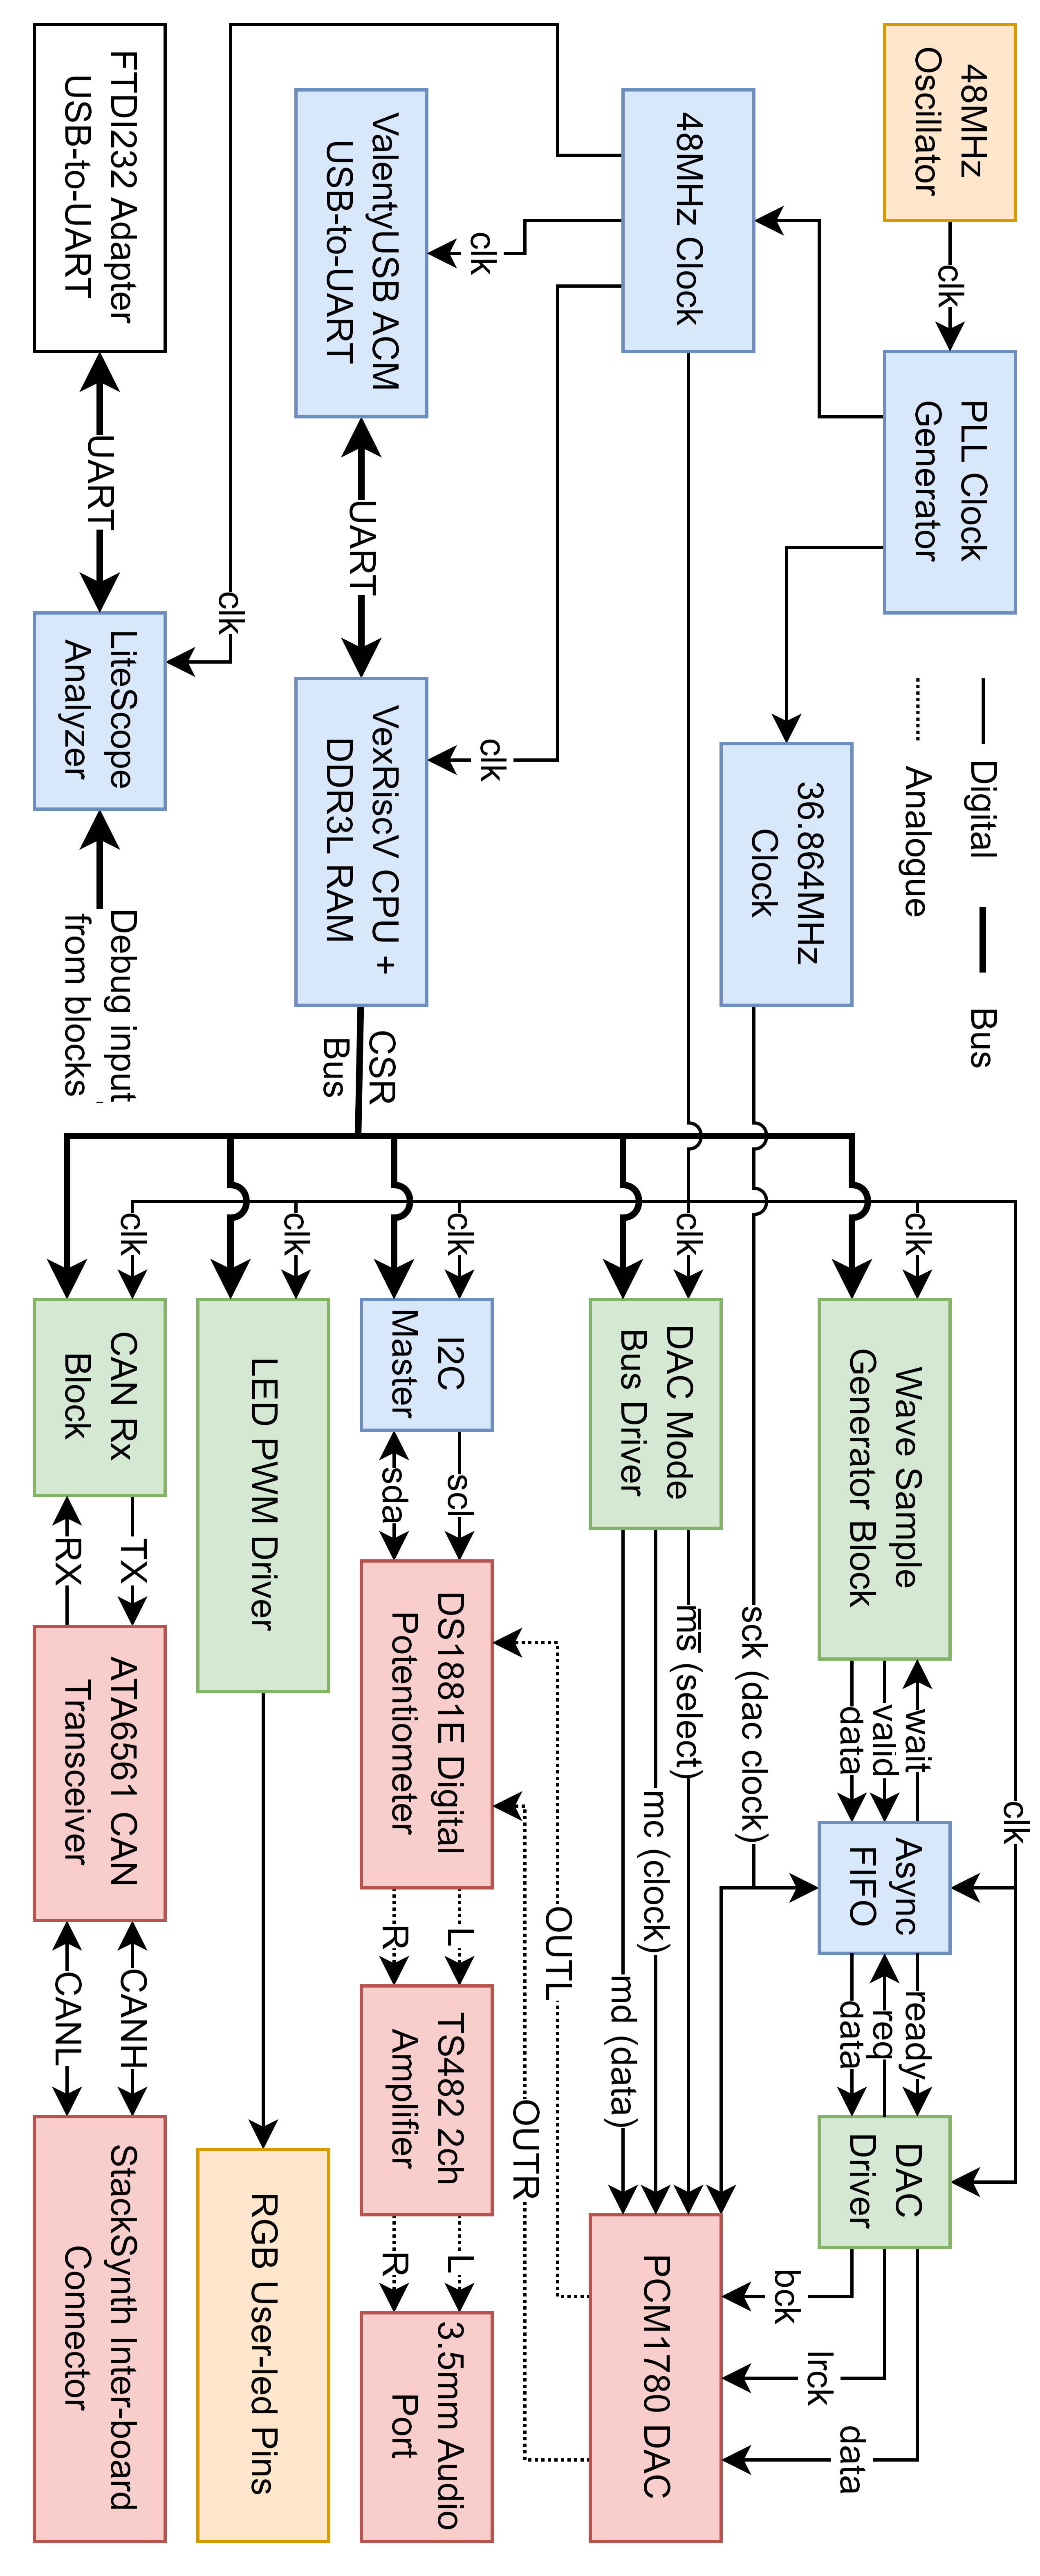 48MHz
Oscillator
clk
PLL Clock
Generator
Digital
Bus
Analogue
48MHz Clock
36.864MHz
Clock
clk
ValentyUSB ACM
USB-to-UART
UART
clk
VexRiscV CPU +
DDR3L RAM
CSR
Bus
clk
FTDI232 Adapter
USB-to-UART
UART
LiteScope
Analyzer
Debug input
from blocks
clk
clk
Wave Sample
Generator Block
wait
valid
data
Async
FIFO
ready
req
data
DAC
Driver
bck
lrck
data
sck (dac clock)
clk
DAC Mode
Bus Driver
ms (select)
mc (clock)
md (data)
PCM1780 DAC
OUTL
OUTR
clk
I2C
Master
scl
sda
DS1881E Digital
Potentiometer
L
R
TS482 2ch
Amplifier
L
R
3.5mm Audio
Port
clk
LED PWM Driver
RGB User-led Pins
clk
CAN Rx
Block
TX
RX
ATA6561 CAN
Transceiver
CANH
CANL
StackSynth Inter-board
Connector